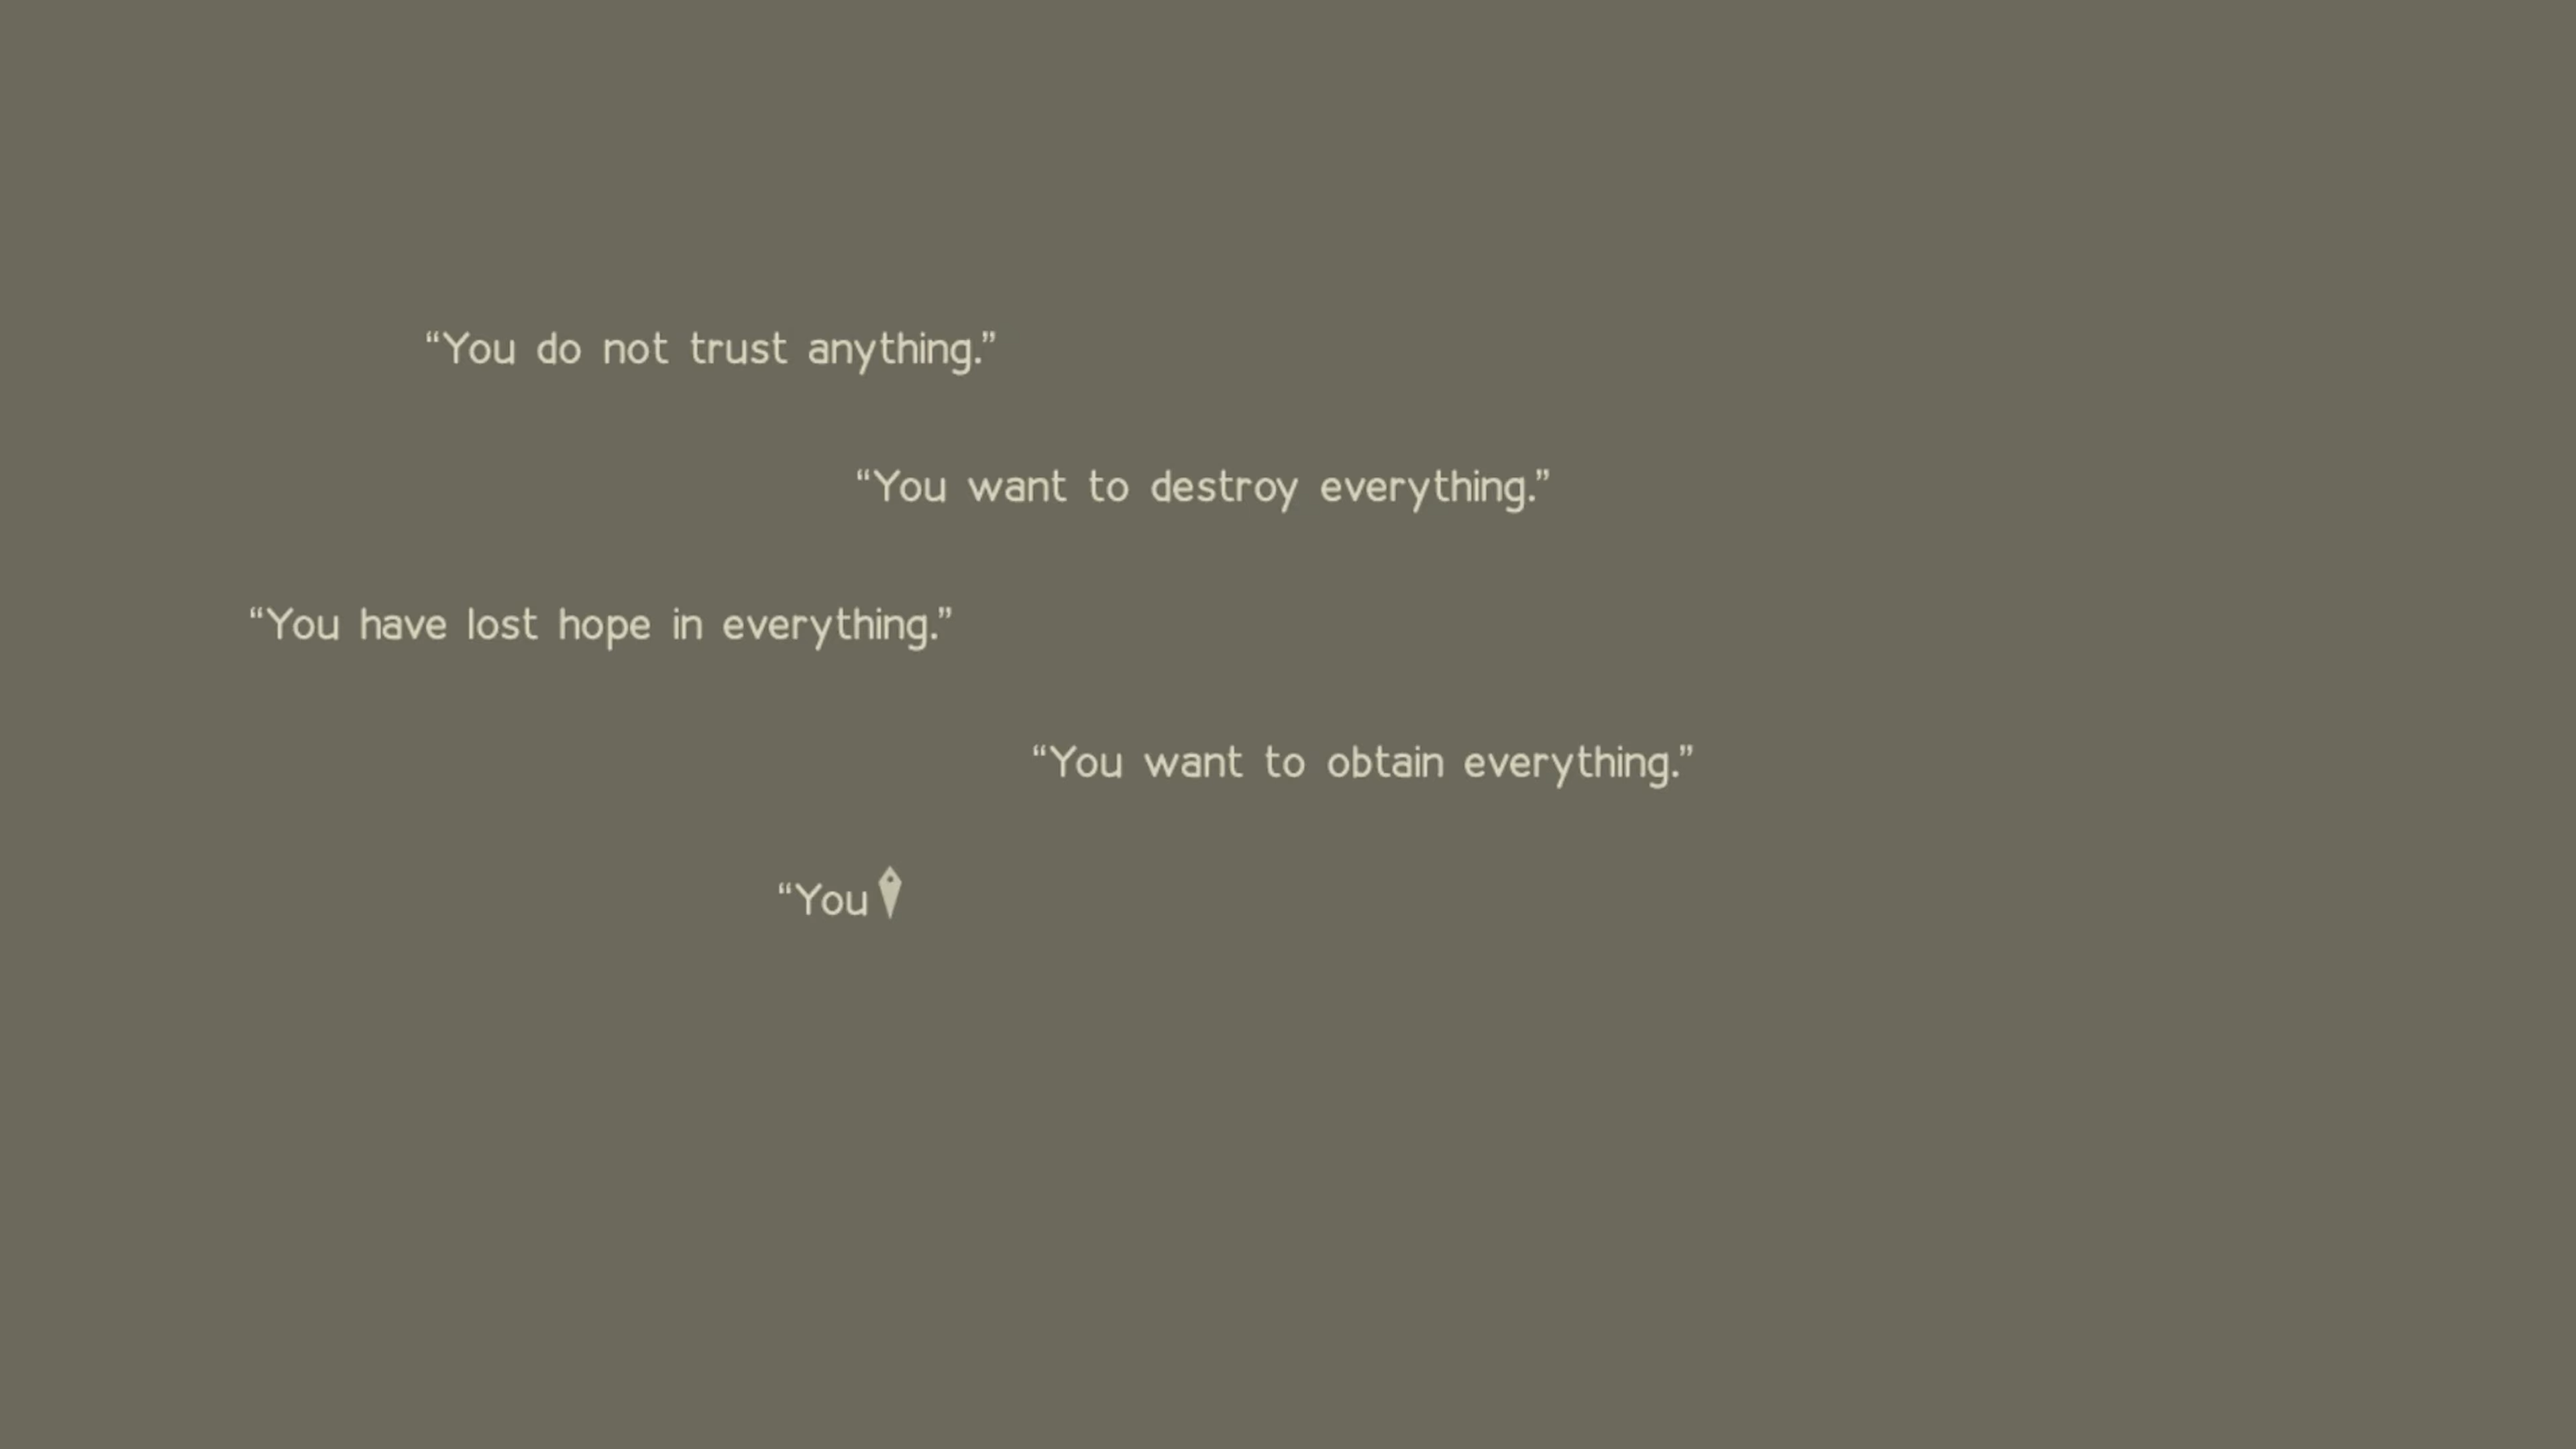 “You do not trust anything.”
“You want to destroy everything.”
“You have lost hope in everything.”
“You want to obtain everything.”
“You